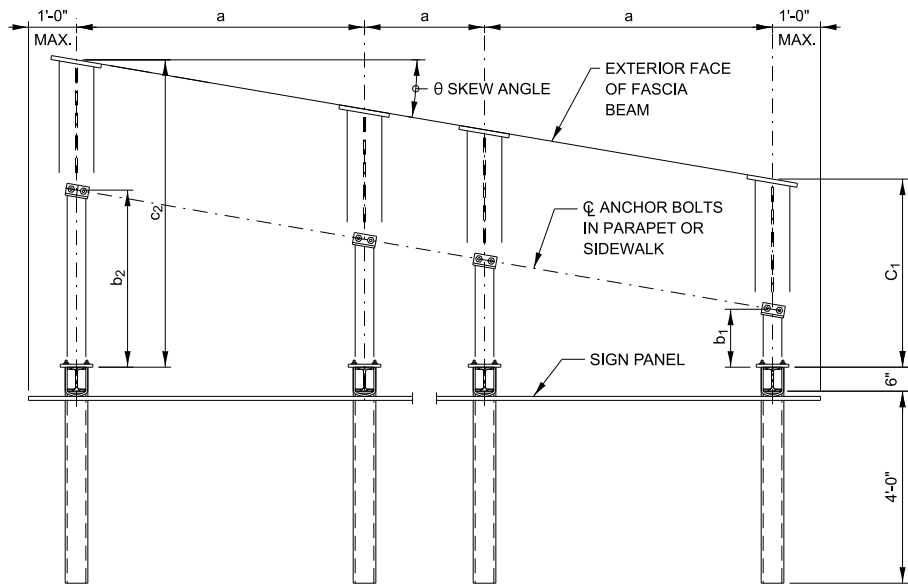 1'-0"
a
a
a
1'-0"
MAX.
MAX.
θ SKEW ANGLE
EXTERIOR FACE
OF FASCIA
BEAM
c2
℄ ANCHOR BOLTS
IN PARAPET OR
SIDEWALK
b2
C1
b1
SIGN PANEL
6"
4'-0"